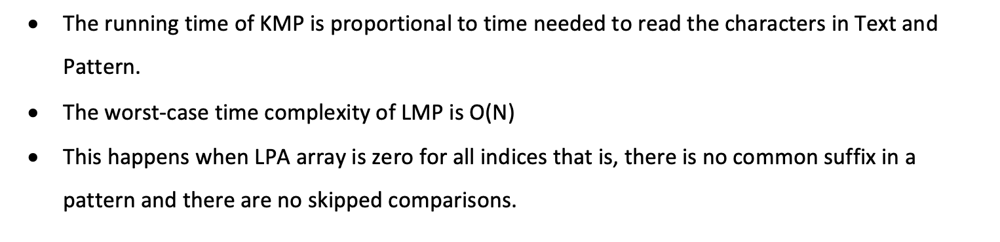 • The running time of KMP is proportional to time needed to read the characters in Text and
Pattern.
• The worst-case time complexity of LMP is O(N)
• This happens when LPA array is zero for all indices that is, there is no common suffix in a
pattern and there are no skipped comparisons.